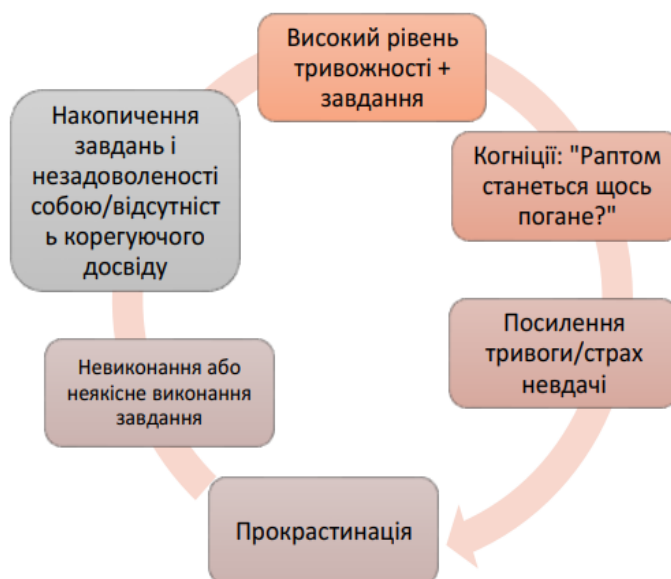 Високий рівень
тривожності +
завдання
Когніції: "Раптом
станеться щось
погане?"
Посилення
тривоги/страх
невдачі
Прокрастинація
Невиконання або
неякісне виконання
завдання
Накопичення
завдань і
незадоволеності
собою/відсутніст
ь корегуючого
досвіду